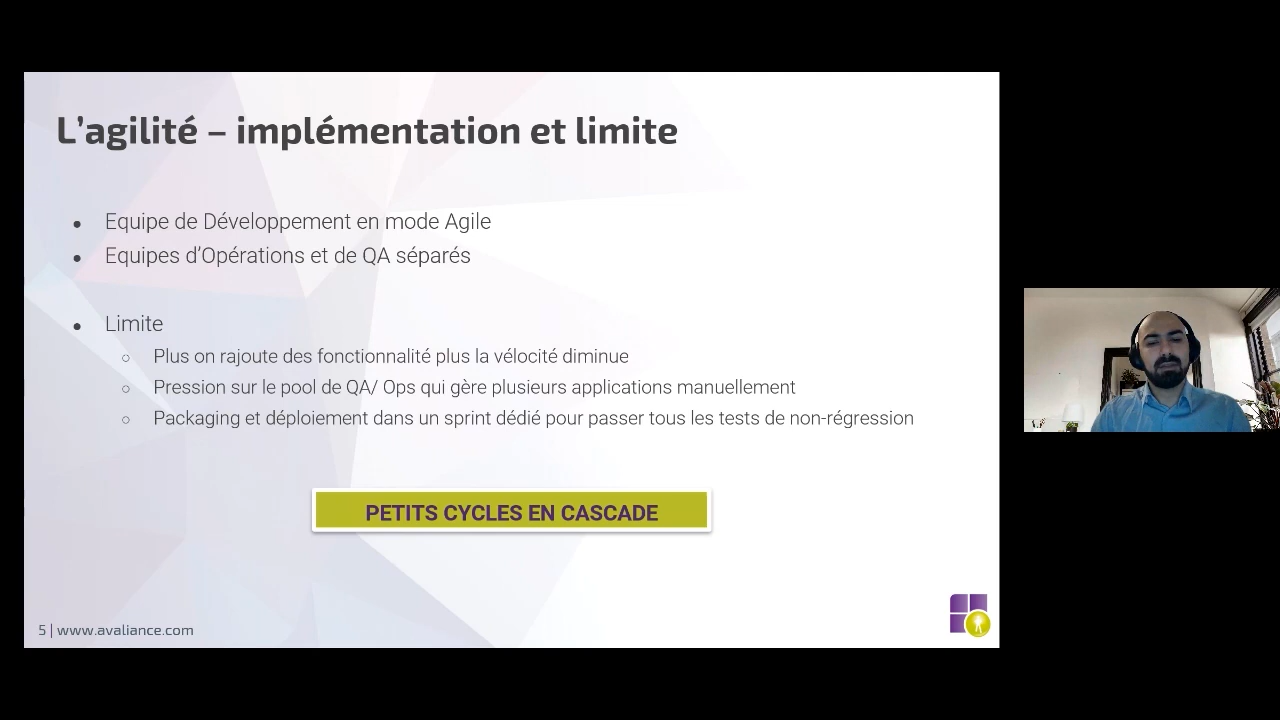 L’agilité – implémentation et limite
● Equipe de Développement en mode Agile
● Equipes d’Opérations et de QA séparés
● Limite
○ Plus on rajoute des fonctionnalité plus la vélocité diminue
○ Pression sur le pool de QA/ Ops qui gère plusieurs applications manuellement
○ Packaging et déploiement dans un sprint dédié pour passer tous les tests de non-régression
PETITS CYCLES EN CASCADE
5 | www.avaliance.com